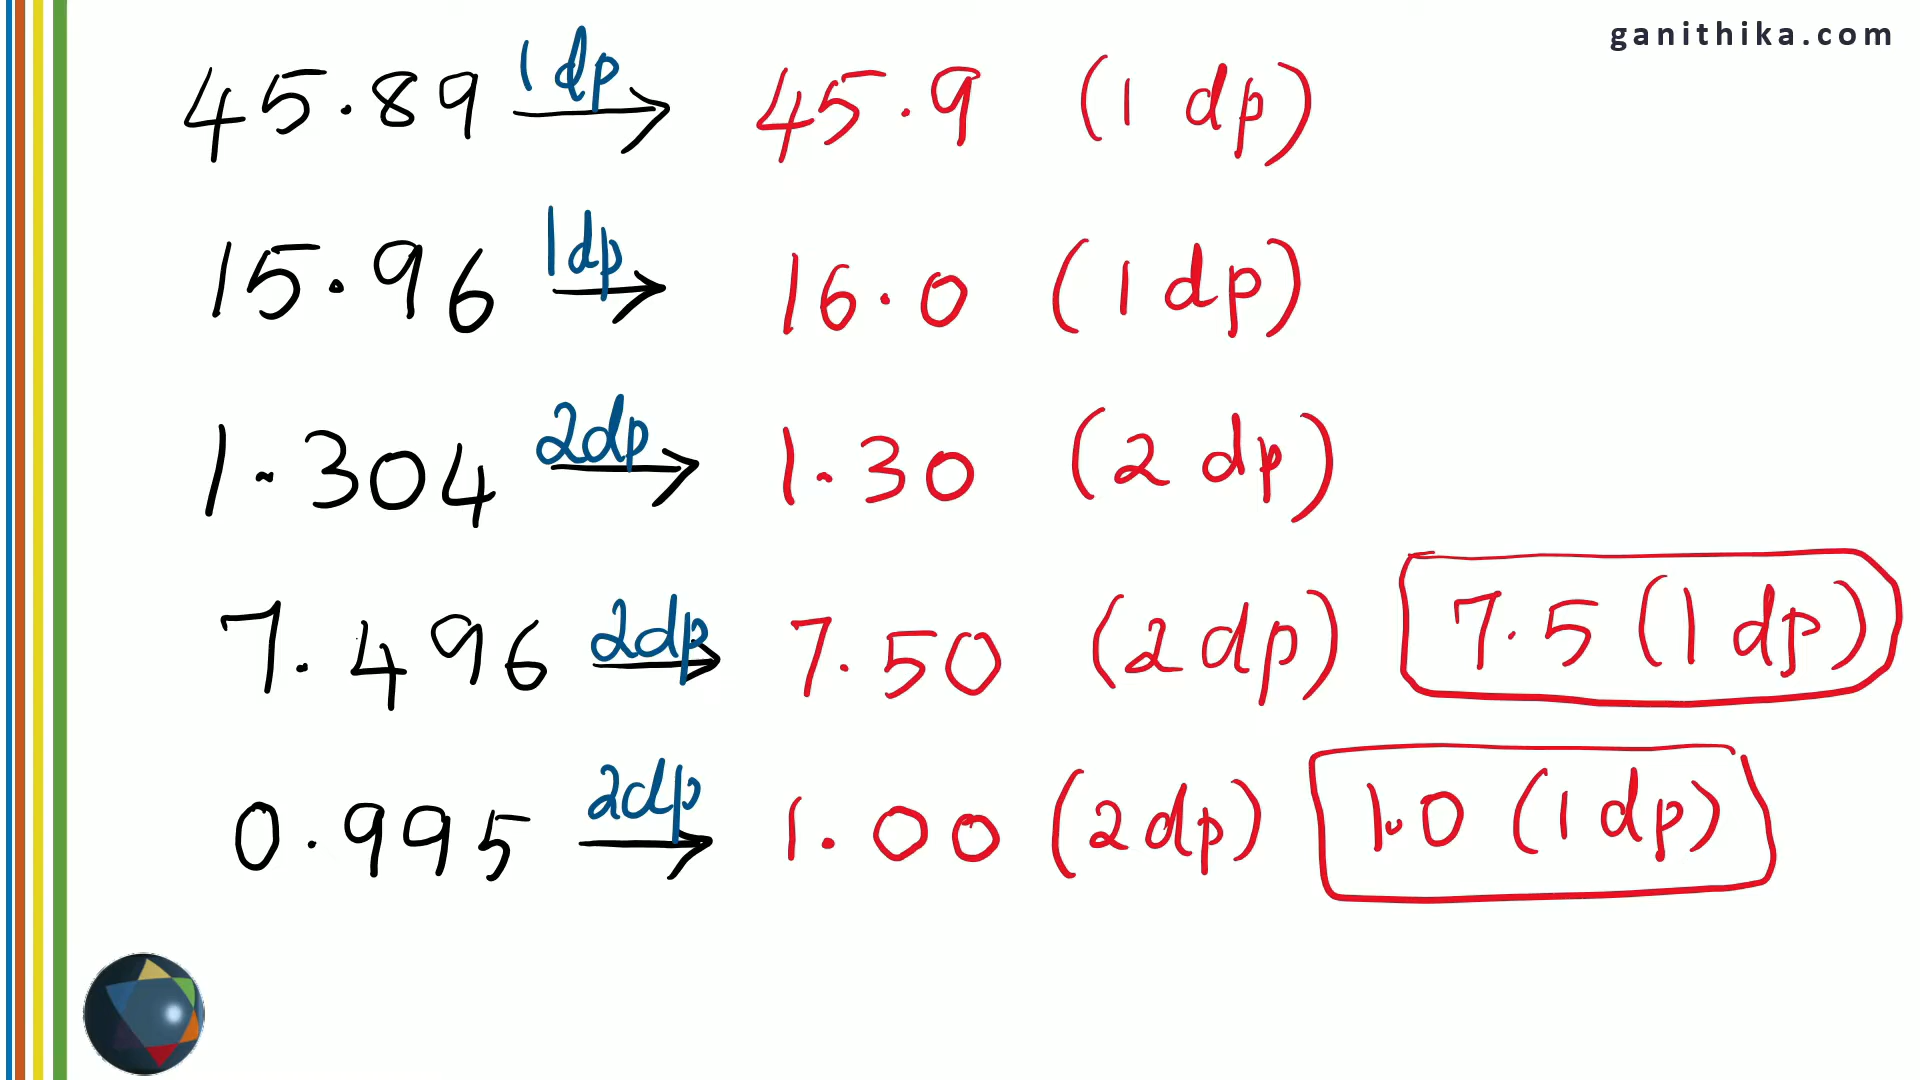 ganithika.com
45.89 1dp → 45.9 (1 dp)
15.96 1dp → 16.0 (1 dp)
1.304 2dp → 1.30 (2 dp)
7.496 2dp → 7.50 (2 dp) 7.5 (1 dp)
0.995 2dp → 1.00 (2dp) 1.0 (1 dp)